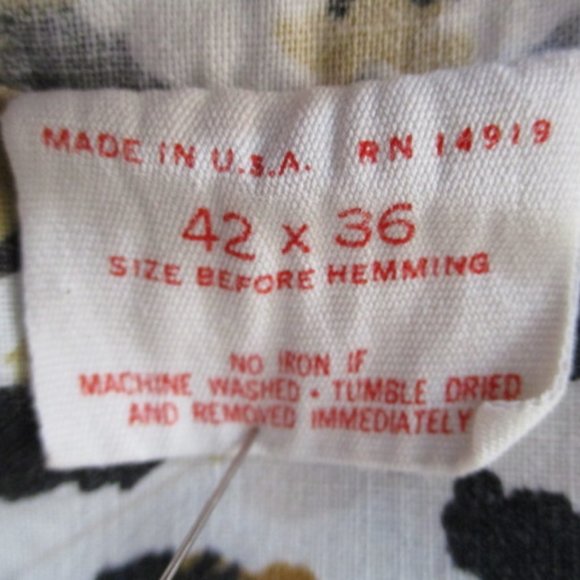 MADE IN U.S.A. RN 14919
42 x 36
SIZE BEFORE HEMMING
NO IRON IF
MACHINE WASHED • TUMBLE DRIED
AND REMOVED IMMEDIATELY